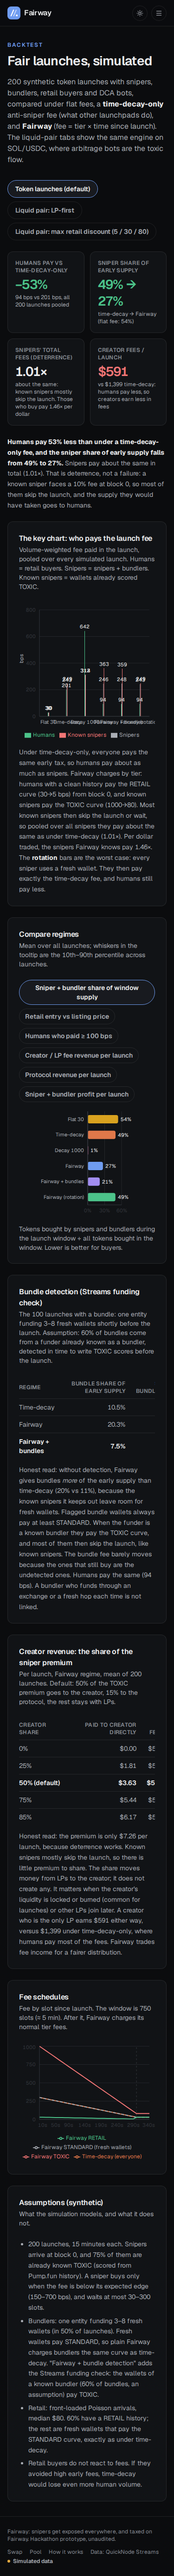 Fairway
BACKTEST
Fair launches, simulated
200 synthetic token launches with snipers,
bundlers, retail buyers and DCA bots,
compared under flat fees, a time-decay-only
anti-sniper fee (what other launchpads do),
and Fairway (fee = tier × time since launch).
The liquid-pair tabs show the same engine on
SOL/USDC, where arbitrage bots are the toxic
flow.
Token launches (default)
Liquid pair: LP-first
Liquid pair: max retail discount (5 / 30 / 80)
HUMANS PAY VS
TIME-DECAY-ONLY
−53%
94 bps vs 201 bps, all
200 launches pooled
SNIPER SHARE OF
EARLY SUPPLY
49% →
27%
time-decay → Fairway
(flat fee: 54%)
SNIPERS' TOTAL
FEES (DETERRENCE)
1.01×
about the same:
known snipers mostly
skip the launch. Those
who buy pay 1.46× per
dollar
CREATOR FEES /
LAUNCH
$591
vs $1,399 time-decay:
humans pay less, so
creators earn less in
fees
Humans pay 53% less than under a time-decay-
only fee, and the sniper share of early supply falls
from 49% to 27%. Snipers pay about the same in
total (1.01×). That is deterrence, not a failure: a
known sniper faces a 10% fee at block 0, so most of
them skip the launch, and the supply they would
have taken goes to humans.
The key chart: who pays the launch fee
Volume-weighted fee paid in the launch,
pooled over every simulated launch. Humans
= retail buyers. Snipers = snipers + bundlers.
Known snipers = wallets already scored
TOXIC.
bps
642
363
359
246
246
201
94
94
94
30
Humans
Known snipers
Snipers
Under time-decay-only, everyone pays the
same early tax, so humans pay about as
much as snipers. Fairway charges by tier:
humans with a clean history pay the RETAIL
curve (30→5 bps) from block 0, and known
snipers pay the TOXIC curve (1000→80). Most
known snipers then skip the launch or wait,
so pooled over all snipers they pay about the
same as under time-decay (1.01×). Per dollar
traded, the snipers Fairway knows pay 1.46×.
The rotation bars are the worst case: every
sniper uses a fresh wallet. They then pay
exactly the time-decay fee, and humans still
pay less.
Compare regimes
Mean over all launches; whiskers in the
tooltip are the 10th–90th percentile across
launches.
Sniper + bundler share of window
supply
Retail entry vs listing price
Humans who paid ≥ 100 bps
Creator / LP fee revenue per launch
Protocol revenue per launch
Sniper + bundler profit per launch
Flat 30
54%
Time-decay
49%
Decay 1000
1%
Fairway
27%
Fairway + bundles
21%
Fairway (rotation)
49%
Tokens bought by snipers and bundlers during
the launch window ÷ all tokens bought in the
window. Lower is better for buyers.
Bundle detection (Streams funding
check)
The 100 launches with a bundle: one entity
funding 3–8 fresh wallets shortly before the
launch. Assumption: 60% of bundles come
from a funder already known as a bundler,
detected in time to write TOXIC scores before
the launch.
REGIME
BUNDLE SHARE OF
EARLY SUPPLY
BUNDL
Time-decay
10.5%
Fairway
20.3%
Fairway +
bundles
7.5%
Honest read: without detection, Fairway
gives bundles more of the early supply than
time-decay (20% vs 11%), because the
known snipers it keeps out leave room for
fresh wallets. Flagged bundle wallets always
pay at least STANDARD. When the funder is
a known bundler they pay the TOXIC curve,
and most of them then skip the launch, like
known snipers. The bundle fee barely moves
because the ones that still buy are the
undetected ones. Humans pay the same (94
bps). A bundler who funds through an
exchange or a fresh hop each time is not
linked.
Creator revenue: the share of the
sniper premium
Per launch, Fairway regime, mean of 200
launches. Default: 50% of the TOXIC
premium goes to the creator, 15% to the
protocol, the rest stays with LPs.
CREATOR
SHARE
PAID TO CREATOR
DIRECTLY
FE
0%
$0.00
25%
$1.81
50% (default)
$3.63
75%
$5.44
85%
$6.17
Honest read: the premium is only $7.26 per
launch, because deterrence works. Known
snipers mostly skip the launch, so there is
little premium to share. The share moves
money from LPs to the creator; it does not
create any. It matters when the creator's
liquidity is locked or burned (common for
launches) or other LPs join later. A creator
who is the only LP earns $591 either way,
versus $1,399 under time-decay-only, where
humans pay most of the fees. Fairway trades
fee income for a fairer distribution.
Fee schedules
Fee by slot since launch. The window is 750
slots (≈ 5 min). After it, Fairway charges its
normal tier fees.
Fairway RETAIL
Fairway STANDARD (fresh wallets)
Fairway TOXIC
Time-decay (everyone)
Assumptions (synthetic)
What the simulation models, and what it does
not.
• 200 launches, 15 minutes each. Snipers
arrive at block 0, and 75% of them are
already known TOXIC (scored from
Pump.fun history). A sniper buys only
when the fee is below its expected edge
(150–700 bps), and waits at most 30–300
slots.
• Bundlers: one entity funding 3–8 fresh
wallets (in 50% of launches). Fresh
wallets pay STANDARD, so plain Fairway
charges bundlers the same curve as time-
decay. "Fairway + bundle detection" adds
the Streams funding check: the wallets of
a known bundler (60% of bundles, an
assumption) pay TOXIC.
• Retail: front-loaded Poisson arrivals,
median $80. 60% have a RETAIL history;
the rest are fresh wallets that pay the
STANDARD curve, exactly as under time-
decay.
• Retail buyers do not react to fees. If they
avoided high early fees, time-decay
would lose even more human volume.
Fairway: snipers get exposed everywhere, and taxed on
Fairway. Hackathon prototype, unaudited.
Swap Pool How it works Data: QuickNode Streams
Simulated data